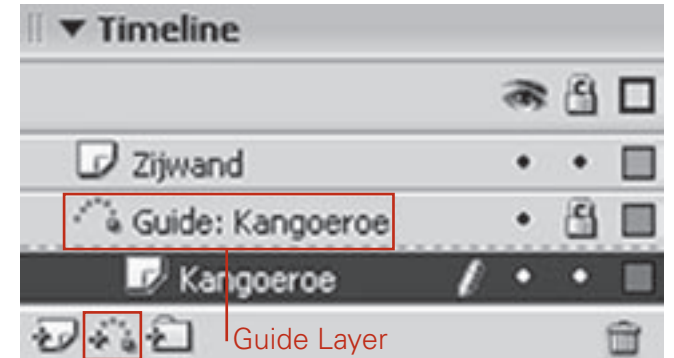 Timeline
Zijwand
Guide: Kangoeroe
Kangoeroe
Guide Layer